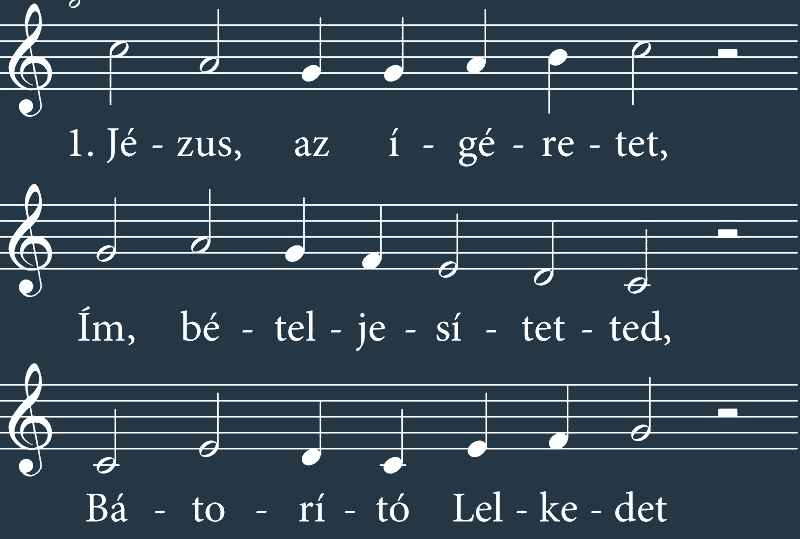 1. Jé - zus, az í - gé - re - tet,
Ím, bé - tel - je - sí - tet - ted,
Bá - to - rí - tó Lel - ke - det